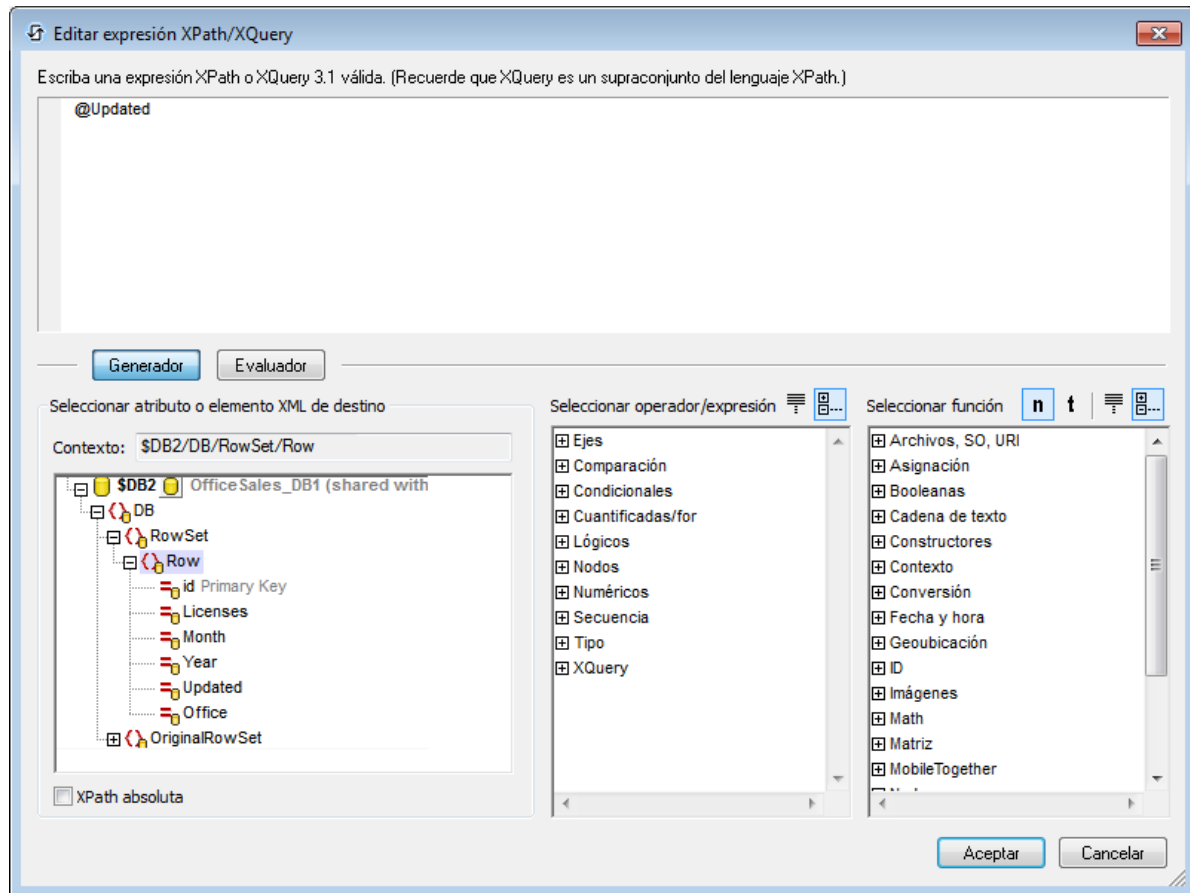 Editar expresión XPath/XQuery
Escriba una expresión XPath o XQuery 3.1 válida. (Recuerde que XQuery es un supraconjunto del lenguaje XPath.)
@Updated
Generador
Evaluador
Seleccionar atributo o elemento XML de destino
Contexto: $DB2/DB/RowSet/Row
$DB2 OfficeSales_DB1 (shared with
DB
RowSet
Row
id Primary Key
Licenses
Month
Year
Updated
Office
OriginalRowSet
XPath absoluta
Seleccionar operador/expresión
Ejes
Comparación
Condicionales
Cuantificadas/for
Lógicos
Nodos
Numéricos
Secuencia
Tipo
XQuery
Seleccionar función n t
Archivos, SO, URI
Asignación
Booleanas
Cadena de texto
Constructores
Contexto
Conversión
Fecha y hora
Geoubicación
ID
Imágenes
Math
Matriz
MobileTogether
Aceptar
Cancelar